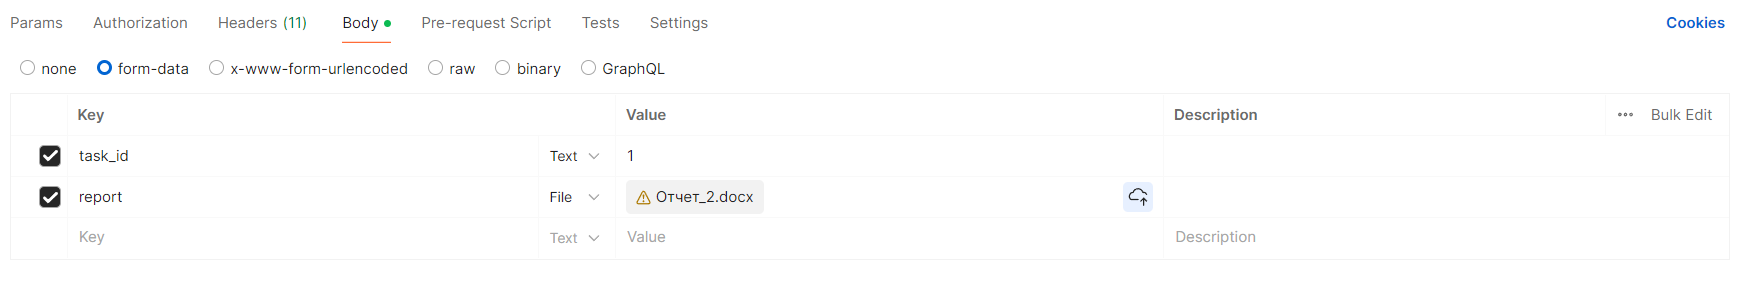 Params Authorization Headers (11) Body Pre-request Script Tests Settings Cookies
none form-data x-www-form-urlencoded raw binary GraphQL
Key Value Description Bulk Edit
task_id Text 1
report File Отчет_2.docx
Key Text Value Description